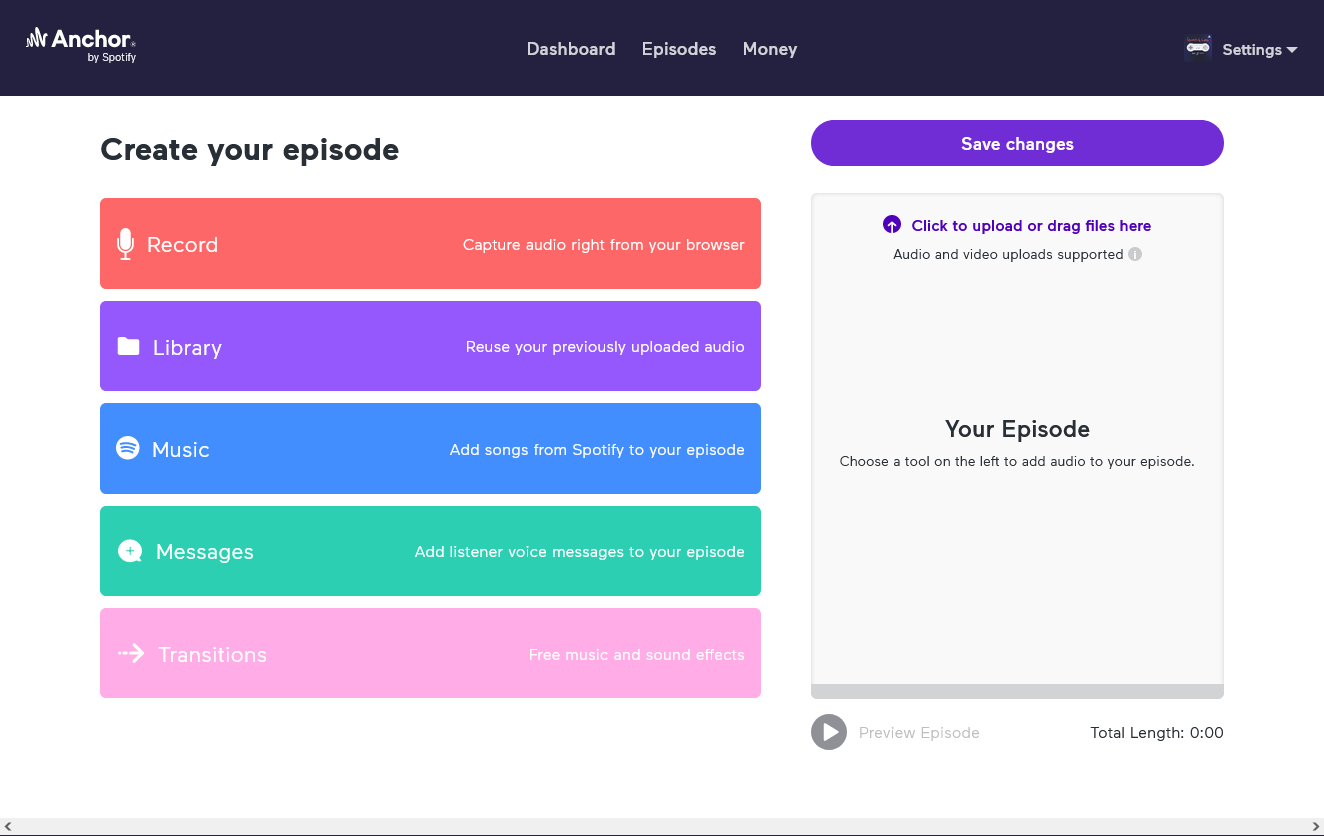 Anchor
by Spotify
Dashboard
Episodes
Money
Settings
Create your episode
Record
Capture audio right from your browser
Library
Reuse your previously uploaded audio
Music
Add songs from Spotify to your episode
Messages
Add listener voice messages to your episode
Transitions
Free music and sound effects
Save changes
Click to upload or drag files here
Audio and video uploads supported
Your Episode
Choose a tool on the left to add audio to your episode.
Preview Episode
Total Length: 0:00